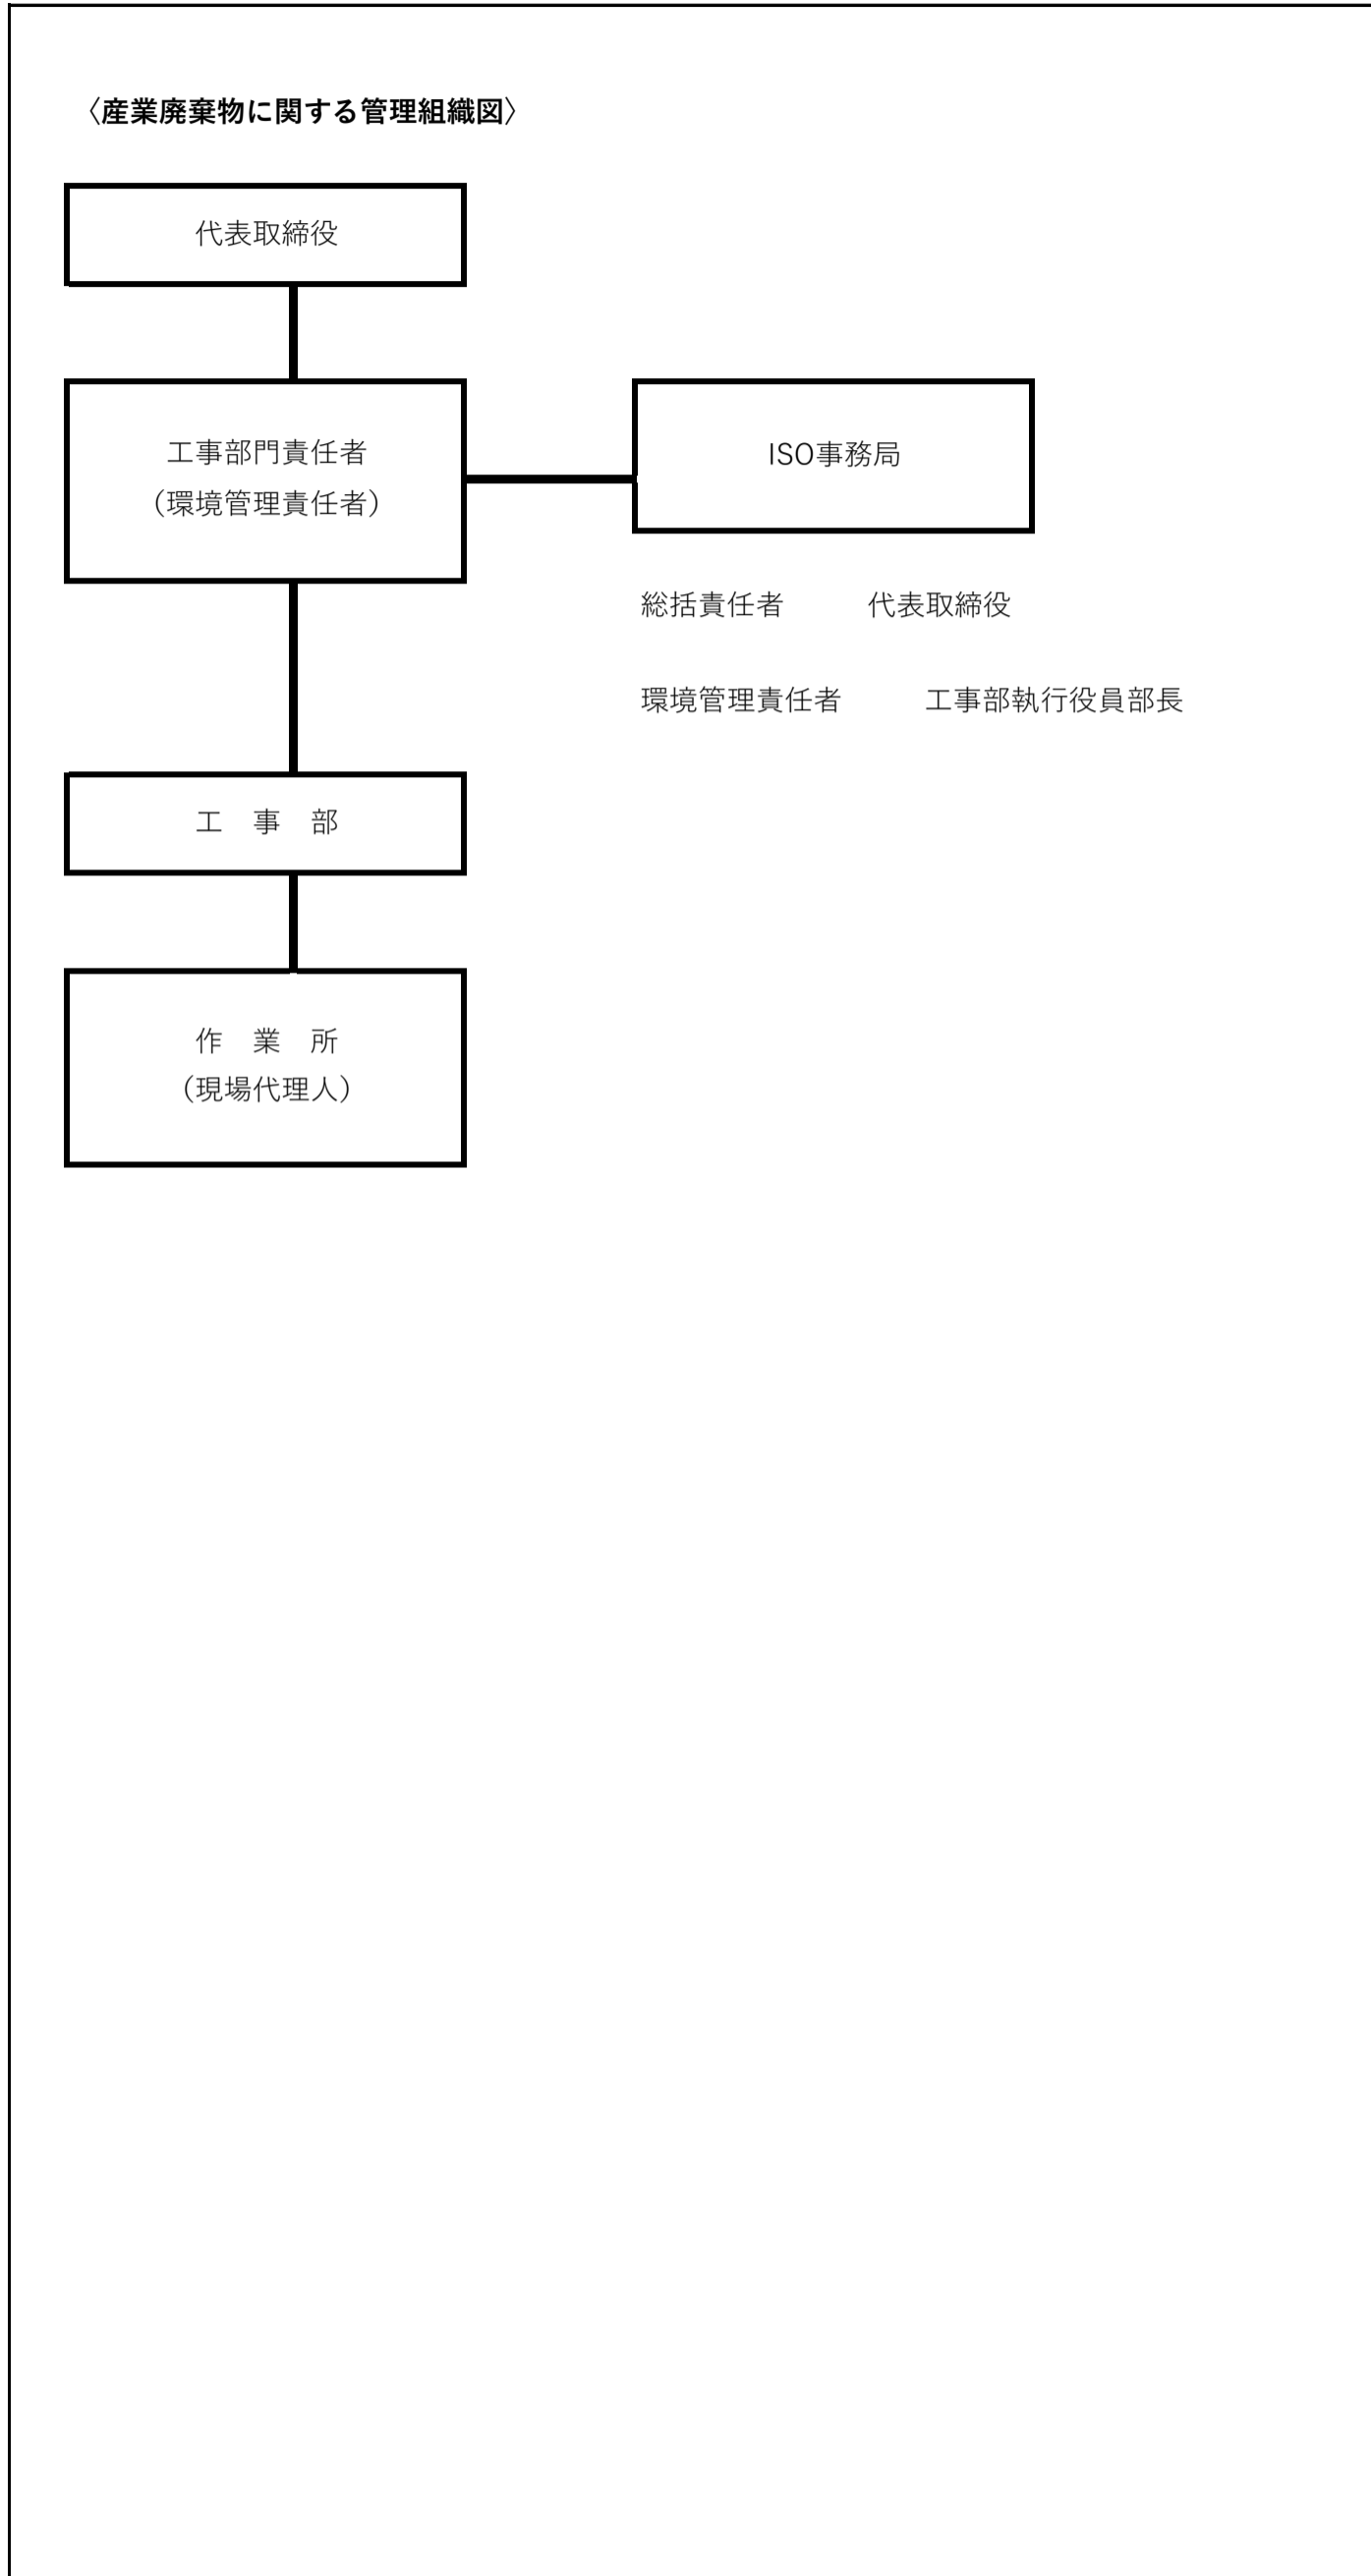 〈産業廃棄物に関する管理組織図〉
代表取締役
工事部門責任者
（環境管理責任者）
ISO事務局
総括責任者　　　代表取締役
環境管理責任者　　　工事部執行役員部長
工　事　部
作　業　所
（現場代理人）